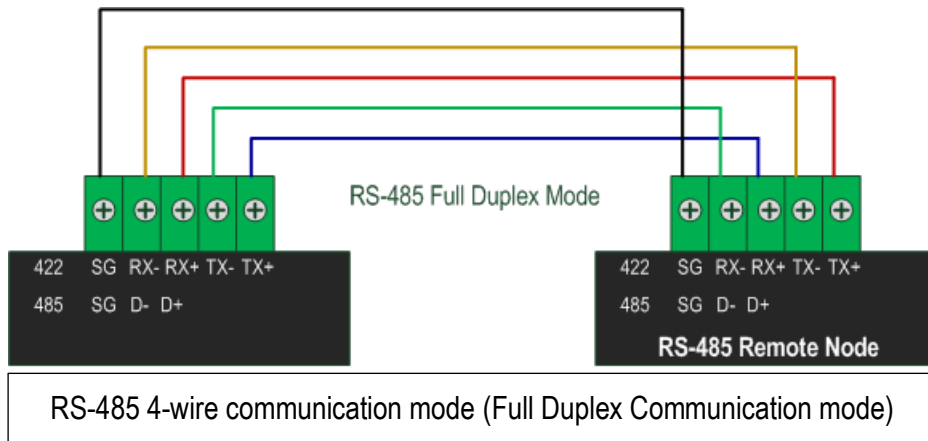 RS-485 Full Duplex Mode
422 SG RX- RX+ TX- TX+
485 SG D- D+
422 SG RX- RX+ TX- TX+
485 SG D- D+
RS-485 Remote Node
RS-485 4-wire communication mode (Full Duplex Communication mode)